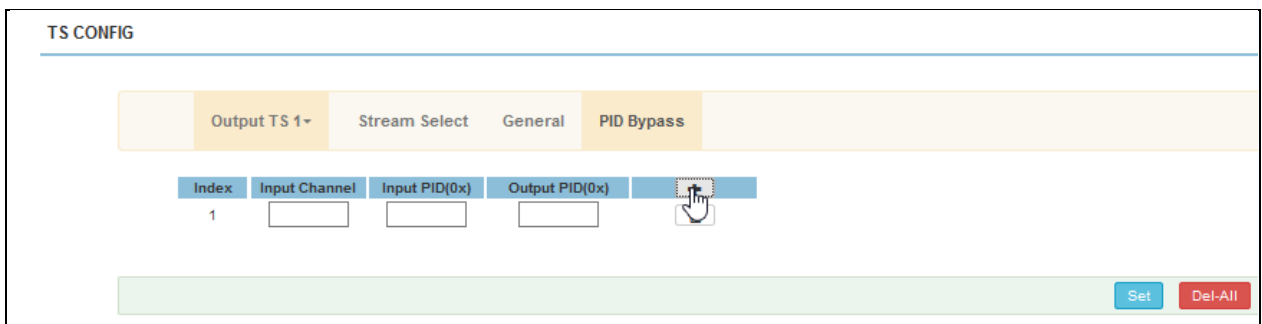 TS CONFIG
Output TS 1 Stream Select General PID Bypass
Index Input Channel Input PID(0x) Output PID(0x)
1
Set Del-All